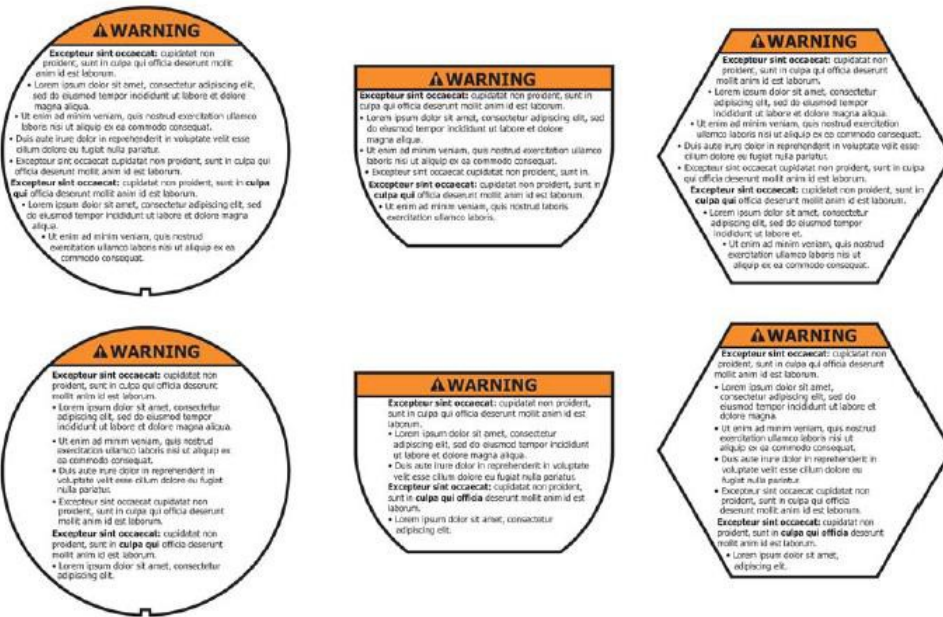 WARNING
Excepteur sint occaecat: cupidatat non
proident, sunt in culpa qui officia deserunt mollit
anim id est laborum.
• Lorem ipsum dolor sit amet, consectetur adipiscing elit,
sed do eiusmod tempor incididunt ut labore et dolore
magna aliqua.
• Ut enim ad minim veniam, quis nostrud exercitation ullamco
laboris nisi ut aliquip ex ea commodo consequat.
• Duis aute irure dolor in reprehenderit in voluptate velit esse
cillum dolore eu fugiat nulla pariatur.
• Excepteur sint occaecat cupidatat non proident, sunt in culpa qui
officia deserunt mollit anim id est laborum.
Excepteur sint occaecat: cupidatat non proident, sunt in culpa
qui officia deserunt mollit anim id est laborum.
• Lorem ipsum dolor sit amet, consectetur adipiscing elit, sed
do eiusmod tempor incididunt ut labore et dolore magna
aliqua.
• Ut enim ad minim veniam, quis nostrud
exercitation ullamco laboris nisi ut aliquip ex ea
commodo consequat.
WARNING
Excepteur sint occaecat: cupidatat non proident, sunt in
culpa qui officia deserunt mollit anim id est laborum.
• Lorem ipsum dolor sit amet, consectetur adipiscing elit, sed
do eiusmod tempor incididunt ut labore et dolore
magna aliqua.
• Ut enim ad minim veniam, quis nostrud exercitation ullamco
laboris nisi ut aliquip ex ea commodo consequat.
• Excepteur sint occaecat cupidatat non proident, sunt in.
Excepteur sint occaecat: cupidatat non proident, sunt in
culpa qui officia deserunt mollit anim id est laborum.
• Ut enim ad minim veniam, quis nostrud laboris
exercitation ullamco laboris.
WARNING
Excepteur sint occaecat: cupidatat non
proident, sunt in culpa qui officia deserunt
mollit anim id est laborum.
• Lorem ipsum dolor sit amet, consectetur
adipiscing elit, sed do eiusmod tempor
incididunt ut labore et dolore magna aliqua.
• Ut enim ad minim veniam, quis nostrud exercitation
ullamco laboris nisi ut aliquip ex ea commodo consequat.
• Duis aute irure dolor in reprehenderit in voluptate velit esse
cillum dolore eu fugiat nulla pariatur.
• Excepteur sint occaecat cupidatat non proident, sunt in culpa
qui officia deserunt mollit anim id est laborum.
Excepteur sint occaecat: cupidatat non proident, sunt in
culpa qui officia deserunt mollit anim id est laborum.
• Lorem ipsum dolor sit amet, consectetur
adipiscing elit, sed do eiusmod tempor
incididunt ut labore et.
• Ut enim ad minim veniam, quis nostrud
exercitation ullamco laboris nisi ut
aliquip ex ea commodo consequat.
WARNING
Excepteur sint occaecat: cupidatat non
proident, sunt in culpa qui officia deserunt
mollit anim id est laborum.
• Lorem ipsum dolor sit amet, consectetur
adipiscing elit, sed do eiusmod tempor
incididunt ut labore et dolore magna aliqua.
• Ut enim ad minim veniam, quis nostrud
exercitation ullamco laboris nisi ut aliquip ex
ea commodo consequat.
• Duis aute irure dolor in reprehenderit in
voluptate velit esse cillum dolore eu fugiat
nulla pariatur.
• Excepteur sint occaecat cupidatat non
proident, sunt in culpa qui officia deserunt
mollit anim id est laborum.
Excepteur sint occaecat: cupidatat non
proident, sunt in culpa qui officia deserunt
mollit anim id est laborum.
• Lorem ipsum dolor sit amet, consectetur
adipiscing elit.
WARNING
Excepteur sint occaecat: cupidatat non proident,
sunt in culpa qui officia deserunt mollit anim id est
laborum.
• Lorem ipsum dolor sit amet, consectetur
adipiscing elit, sed do eiusmod tempor incididunt
ut labore et dolore magna aliqua.
• Duis aute irure dolor in reprehenderit in voluptate
velit esse cillum dolore eu fugiat nulla pariatur.
Excepteur sint occaecat: cupidatat non proident,
sunt in culpa qui officia deserunt mollit anim id est
laborum.
• Lorem ipsum dolor sit amet, consectetur
adipiscing elit.
WARNING
Excepteur sint occaecat: cupidatat non
proident, sunt in culpa qui officia deserunt
mollit anim id est laborum.
• Lorem ipsum dolor sit amet,
consectetur adipiscing elit, sed do
eiusmod tempor incididunt ut labore et
dolore magna.
• Ut enim ad minim veniam, quis nostrud
exercitation ullamco laboris nisi ut
aliquip ex ea commodo consequat.
• Duis aute irure dolor in reprehenderit in
voluptate velit esse cillum dolore eu
fugiat nulla pariatur.
• Excepteur sint occaecat cupidatat non
proident, sunt in culpa qui officia
deserunt mollit anim id est laborum.
Excepteur sint occaecat: cupidatat non
proident, sunt in culpa qui officia deserunt
mollit anim id est laborum.
• Lorem ipsum dolor sit amet,
adipiscing elit.